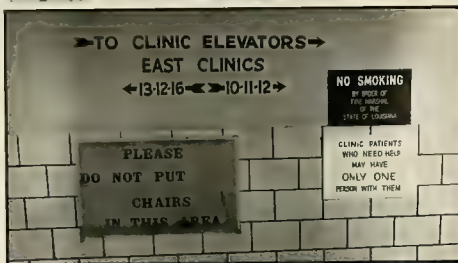 ➳TO CLINIC ELEVATORS→
EAST CLINICS
←13-12-16➳ ➳10-11-12→
NO SMOKING
BY ORDER OF
FIRE MARSHAL
OF THE
STATE OF LOUISIANA
CLINIC PATIENTS
WHO NEED HELP
MAY HAVE
ONLY ONE
PERSON WITH THEM
PLEASE
DO NOT PUT
CHAIRS
IN THIS AREA